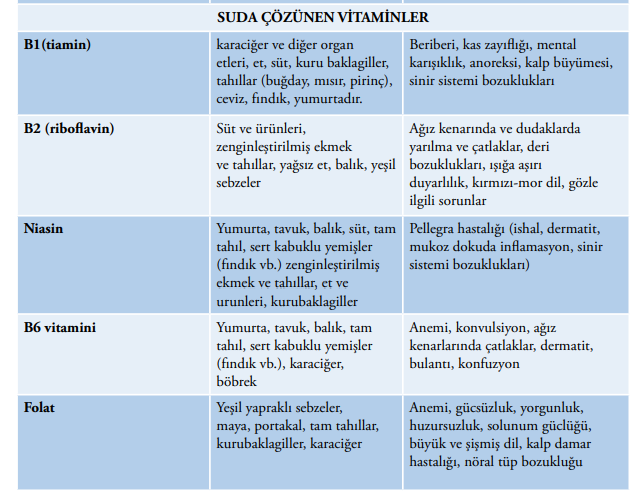 SUDA ÇÖZÜNEN VİTAMİNLER
B1(tiamin)
karaciğer ve diğer organ
etleri, et, süt, kuru baklagiller,
tahıllar (buğday, mısır, pirinç),
ceviz, fındık, yumurtadır.
Beriberi, kas zayıflığı, mental
karışıklık, anoreksi, kalp büyümesi,
sinir sistemi bozuklukları
B2 (riboflavin)
Süt ve ürünleri,
zenginleştirilmiş ekmek
ve tahıllar, yağsız et, balık, yeşil
sebzeler
Ağız kenarında ve dudaklarda
yarılma ve çatlaklar, deri
bozuklukları, ışığa aşırı
duyarlılık, kırmızı-mor dil, gözle
ilgili sorunlar
Niasin
Yumurta, tavuk, balık, süt, tam
tahıl, sert kabuklu yemişler
(fındık vb.) zenginleştirilmiş
ekmek ve tahıllar, et ve
urunleri, kurubaklagiller
Pellegra hastalığı (ishal, dermatit,
mukoz dokuda inflamasyon, sinir
sistemi bozuklukları)
B6 vitamini
Yumurta, tavuk, balık, tam
tahıl, sert kabuklu yemişler
(fındık vb.), karaciğer,
böbrek
Anemi, konvulsiyon, ağız
kenarlarında çatlaklar, dermatit,
bulantı, konfuzyon
Folat
Yeşil yapraklı sebzeler,
maya, portakal, tam tahıllar,
kurubaklagiller, karaciğer
Anemi, gücsüzluk, yorgunluk,
huzursuzluk, solunum güclüğü,
büyük ve şişmiş dil, kalp damar
hastalığı, nöral tüp bozukluğu